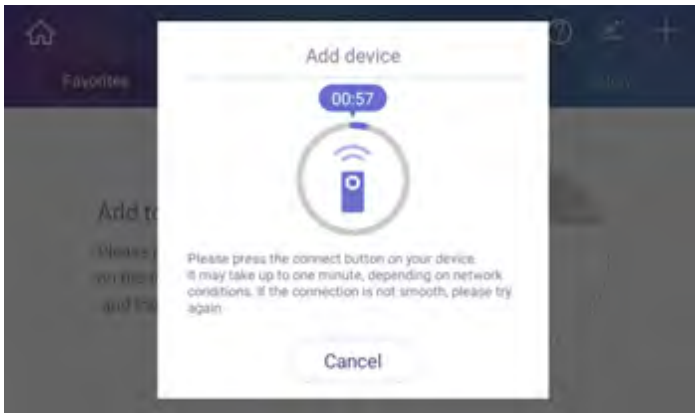 Add device
Favorites
00:57
Add to
Please press the connect button on your device.
It may take up to one minute, depending on network
conditions. If the connection is not smooth, please try
again
Cancel